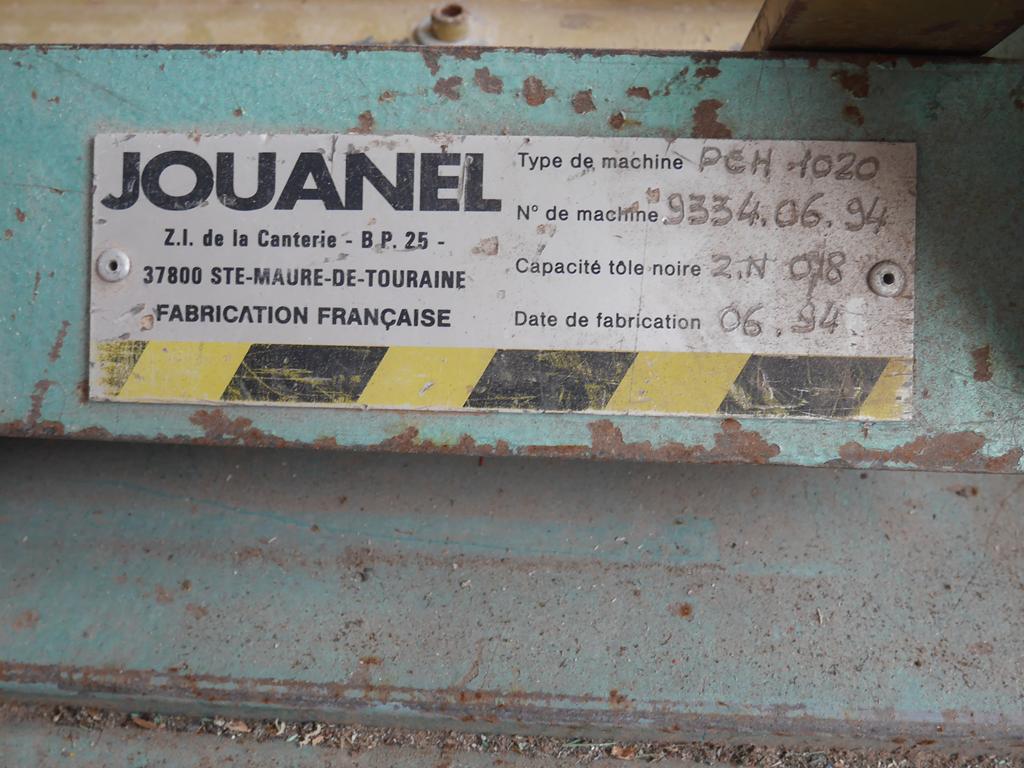 JOUANEL
Z.I. de la Canterie - B.P. 25 -
37800 STE-MAURE-DE-TOURAINE
FABRICATION FRANÇAISE
Type de machine PCH 1020
N° de machine 9334.06.94
Capacité tôle noire
Date de fabrication 06.94